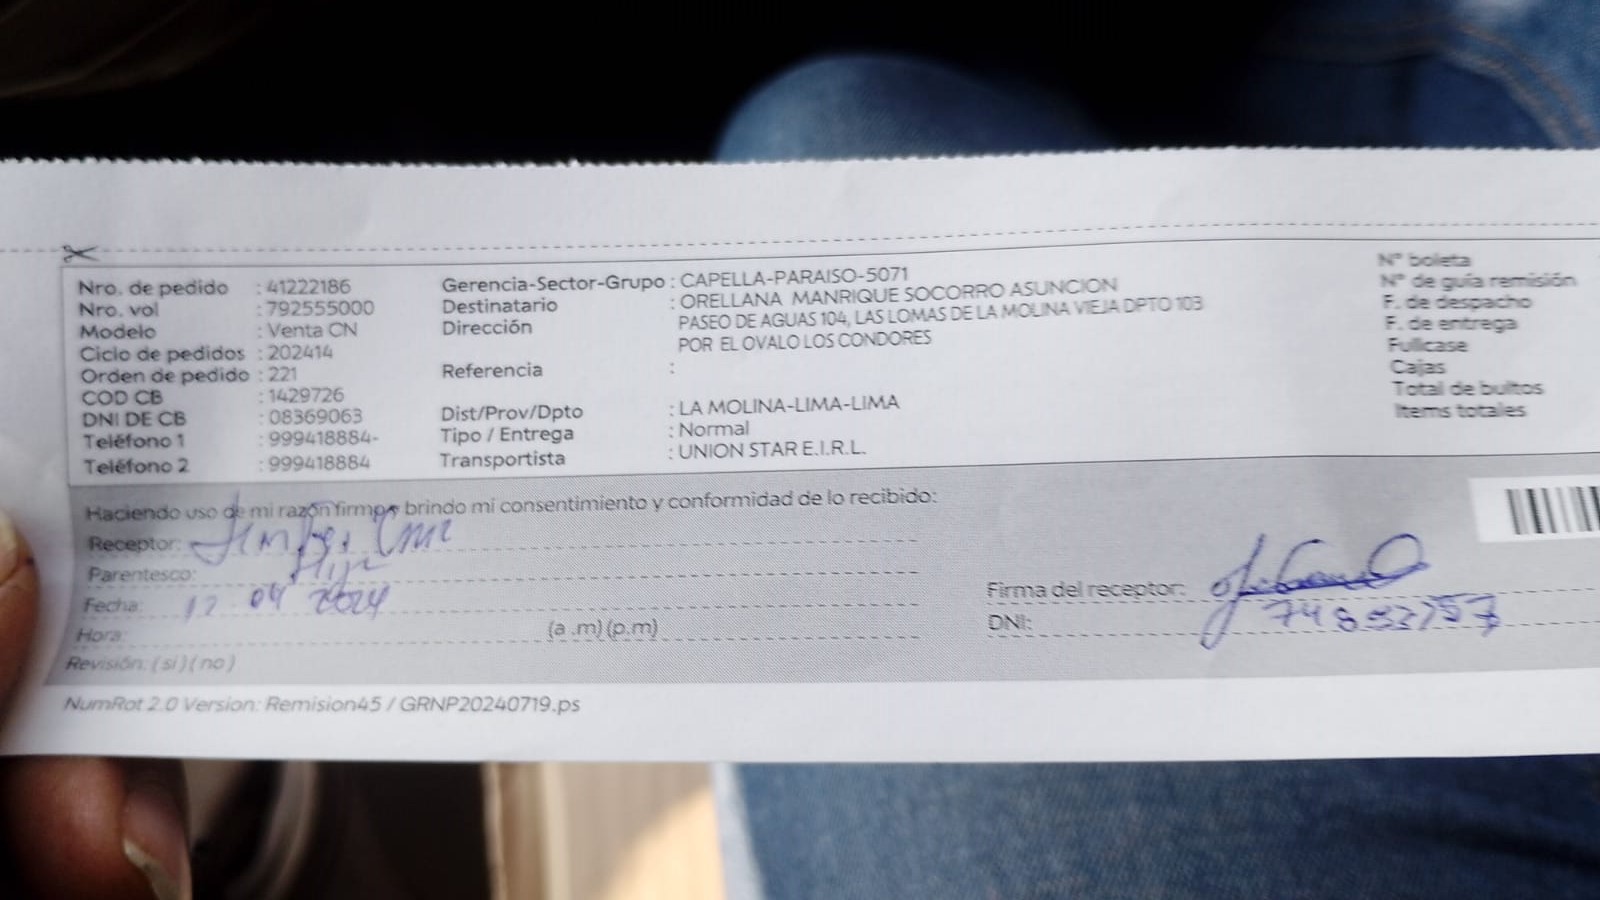 Nro. de pedido : 41222186
Nro. vol : 792555000
Modelo : Venta CN
Ciclo de pedidos : 202414
Orden de pedido : 221
COD CB : 1429726
DNI DE CB : 08369063
Teléfono 1 : 999418884-
Teléfono 2 : 999418884
Gerencia-Sector-Grupo : CAPELLA-PARAISO-5071
Destinatario : ORELLANA MANRIQUE SOCORRO ASUNCION
Dirección PASEO DE AGUAS 104, LAS LOMAS DE LA MOLINA VIEJA DPTO 103
POR EL OVALO LOS CONDORES
Referencia :
Dist/Prov/Dpto : LA MOLINA-LIMA-LIMA
Tipo / Entrega : Normal
Transportista : UNION STAR E.I.R.L.
N° boleta
N° de guía remisión
F. de despacho
F. de entrega
Fullcase
Cajas
Total de bultos
Items totales
Haciendo uso de mi razón firmo y brindo mi consentimiento y conformidad de lo recibido:
Receptor:
Parentesco:
Fecha: 2024
Hora: (a .m) (p.m)
Revisión: ( si ) ( no )
Firma del receptor:
DNI:
NumRot 2.0 Version: Remision45 / GRNP20240719.ps